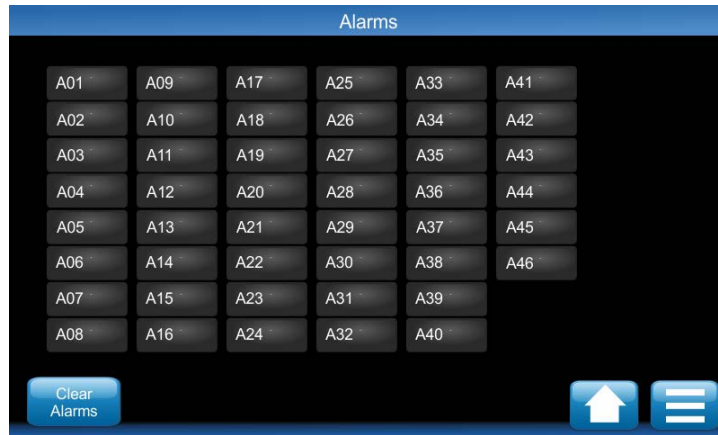 Alarms
A01 A09 A17 A25 A33 A41
A02 A10 A18 A26 A34 A42
A03 A11 A19 A27 A35 A43
A04 A12 A20 A28 A36 A44
A05 A13 A21 A29 A37 A45
A06 A14 A22 A30 A38 A46
A07 A15 A23 A31 A39
A08 A16 A24 A32 A40
Clear
Alarms